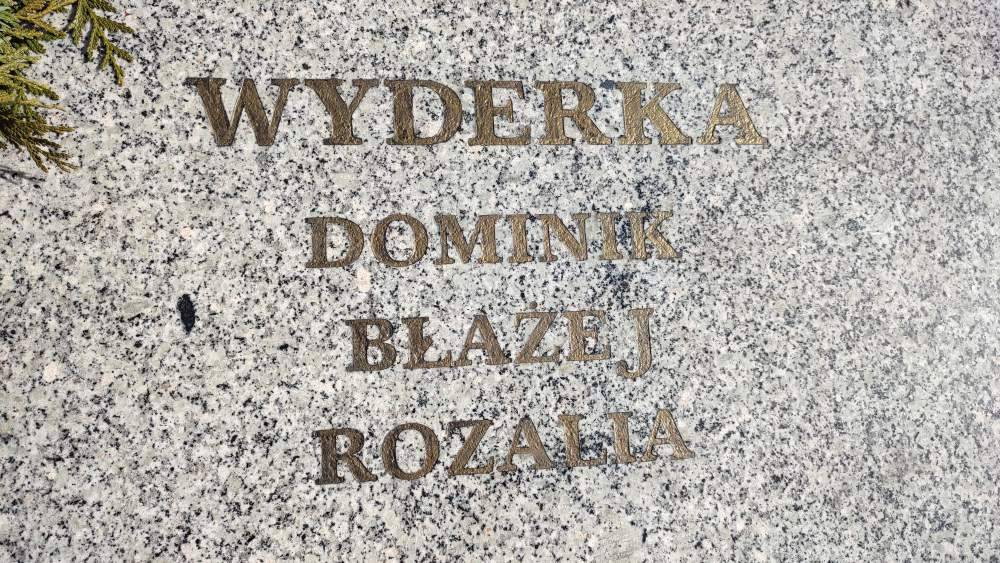 WYDERKA
DOMINIK
BŁAŻEJ
ROZALIA